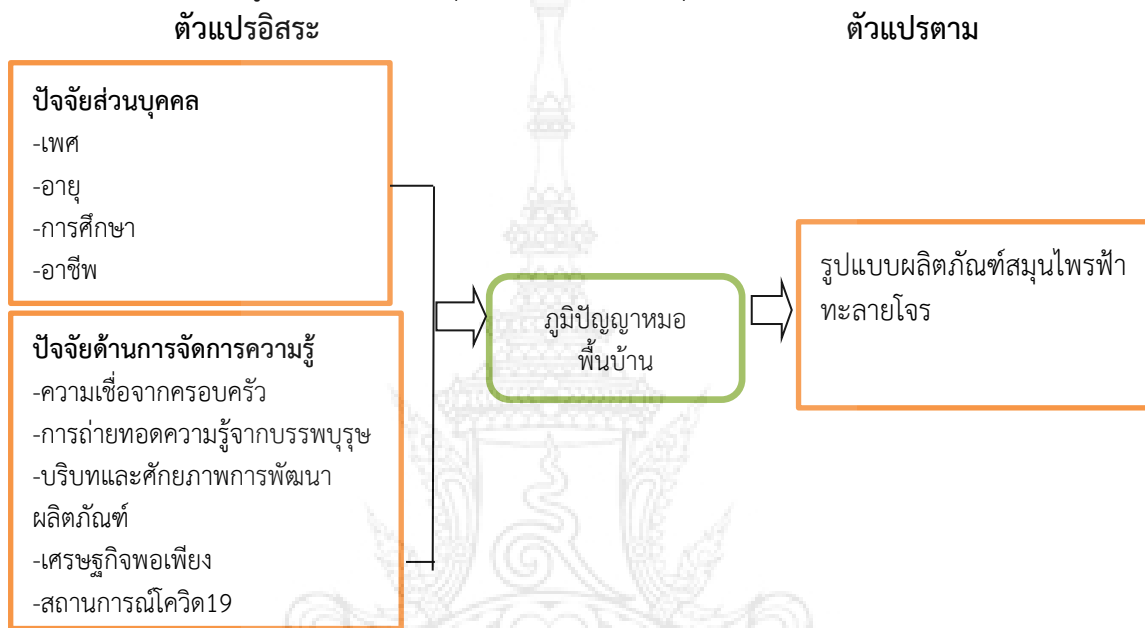 ตัวแปรอิสระ
ตัวแปรตาม
ปัจจัยส่วนบุคคล
-เพศ
-อายุ
-การศึกษา
-อาชีพ
ปัจจัยด้านการจัดการความรู้
-ความเชื่อจากครอบครัว
-การถ่ายทอดความรู้จากบรรพบุรุษ
-บริบทและศักยภาพการพัฒนา
ผลิตภัณฑ์
-เศรษฐกิจพอเพียง
-สถานการณ์โควิด19
ภูมิปัญญาหมอ
พื้นบ้าน
รูปแบบผลิตภัณฑ์สมุนไพรฟ้า
ทะลายโจร